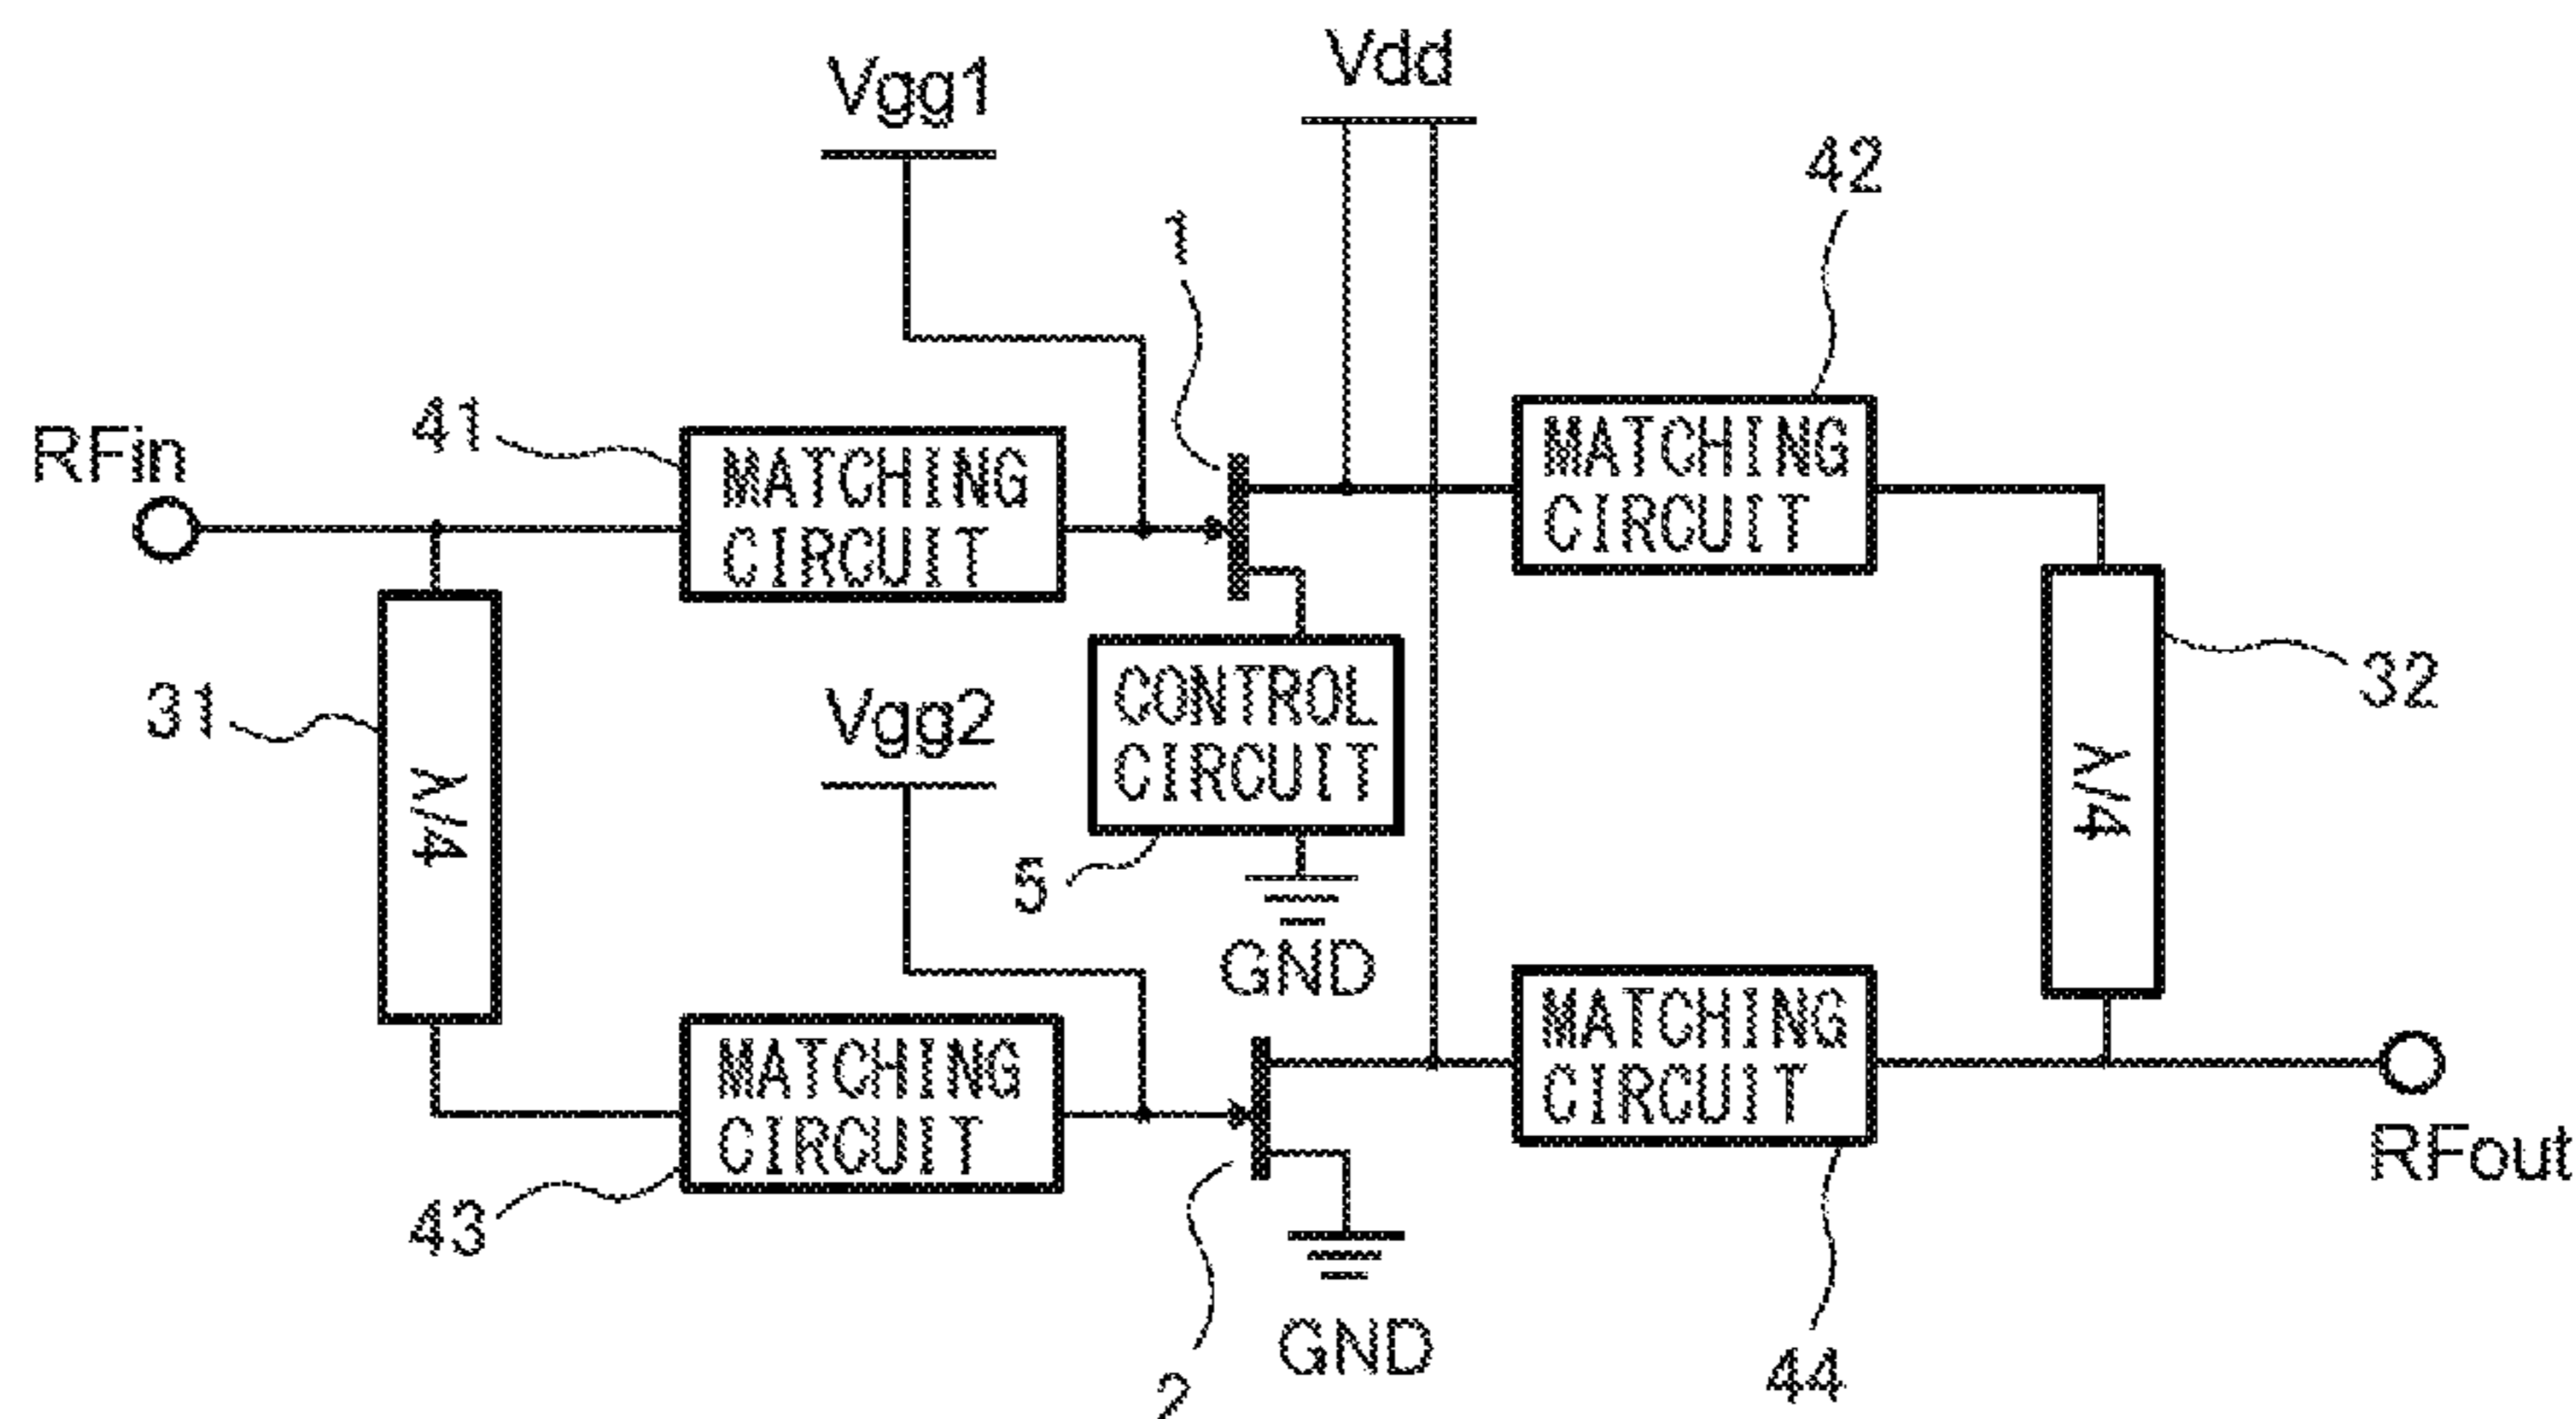 Vgg1
Vdd
42
1
41
RFin
MATCHING
CIRCUIT
MATCHING
CIRCUIT
31
λ/4
Vgg2
CONTROL
CIRCUIT
5
GND
32
λ/4
MATCHING
CIRCUIT
43
MATCHING
CIRCUIT
RFout
2
GND
44